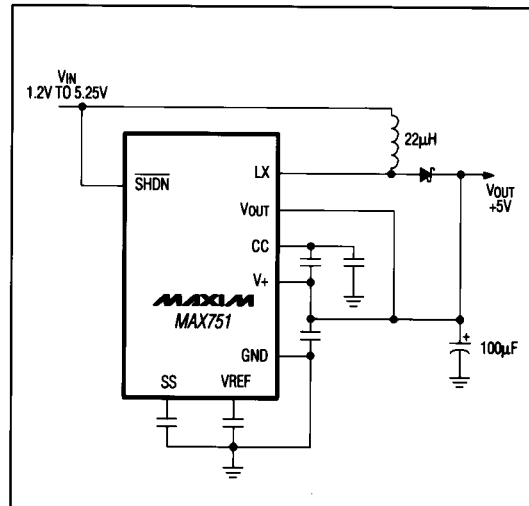 VIN
1.2V TO 5.25V
22µH
LX
SHDN
VOUT
+5V
VOUT
CC
V+
MAXIM
MAX751
GND
+
100µF
SS VREF